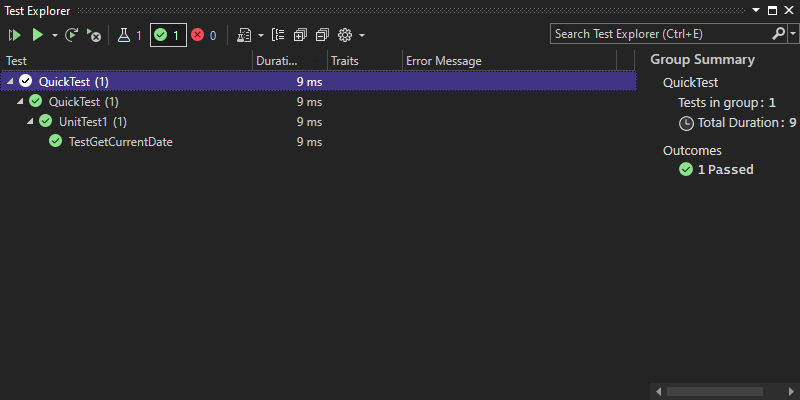 Test Explorer
1 1 0 Search Test Explorer (Ctrl+E)
Test Durati... Traits Error Message
QuickTest (1) 9 ms
QuickTest (1) 9 ms
UnitTest1 (1) 9 ms
TestGetCurrentDate 9 ms
Group Summary
QuickTest
Tests in group: 1
Total Duration: 9
Outcomes
1 Passed